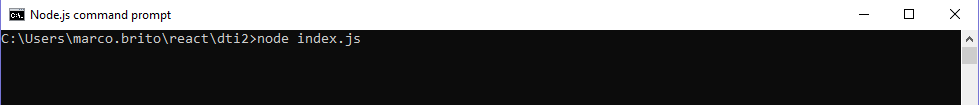 Node.js command prompt
C:\Users\marco.brito\react\dti2>node index.js